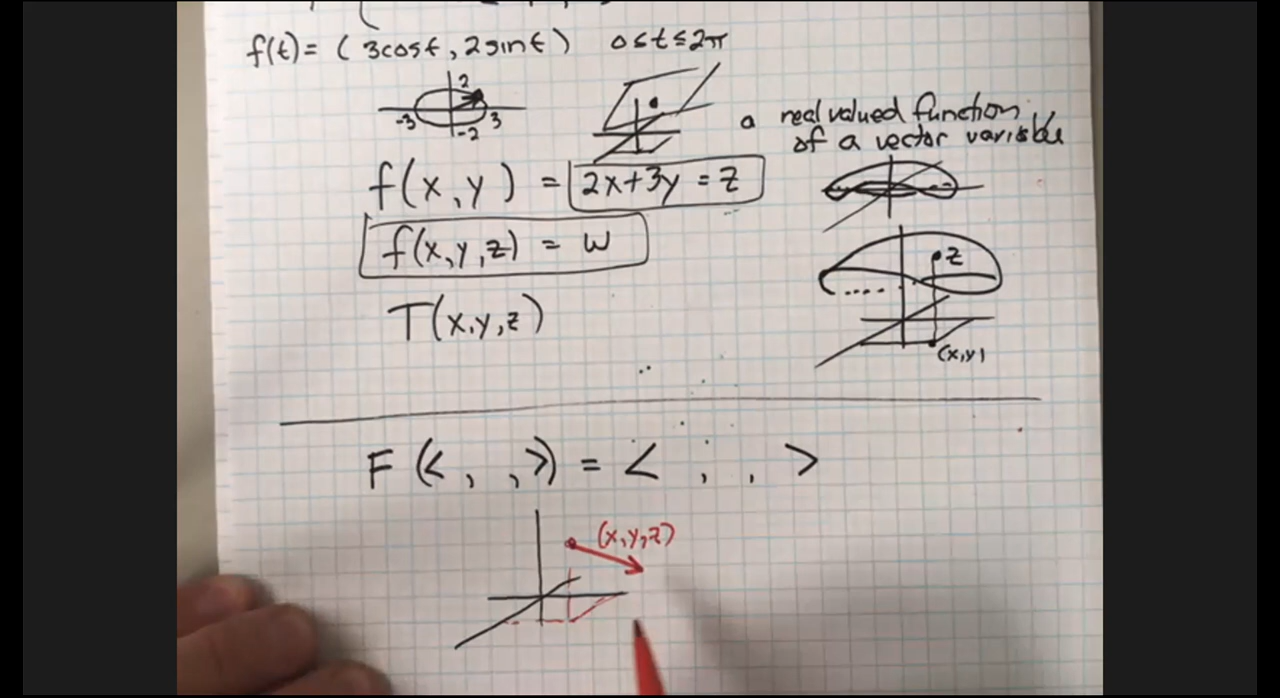 f(t) = (3cost, 2sint) 0≤t≤2π
2
-3 3
-2
a real valued function
of a vector variable
f(x,y) = 2x+3y = z
f(x,y,z) = w
z
T(x,y,z)
(x,y)
F(< , , >) = < , , >
(x,y,z)